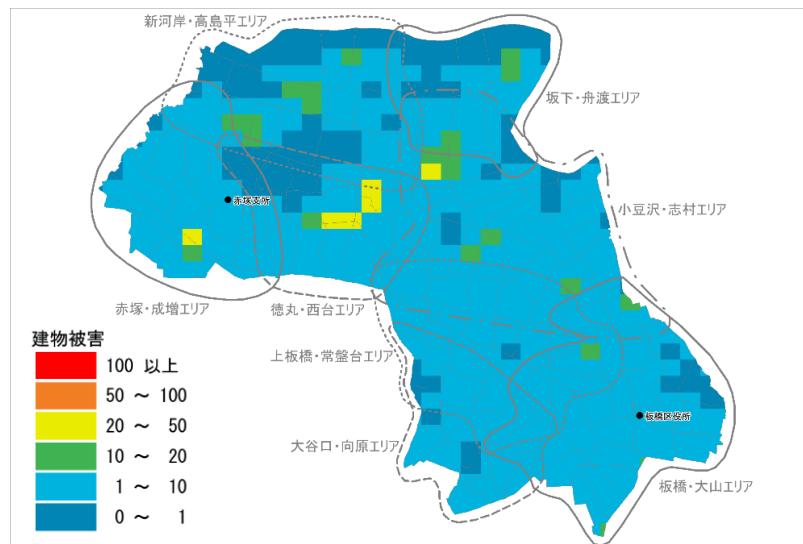 新河岸・高島平エリア
坂下・舟渡エリア
赤塚支所
小豆沢・志村エリア
赤塚・成増エリア
徳丸・西台エリア
上板橋・常盤台エリア
大谷口・向原エリア
板橋区役所
板橋・大山エリア
建物被害
100 以上
50 ～ 100
20 ～ 50
10 ～ 20
1 ～ 10
0 ～ 1